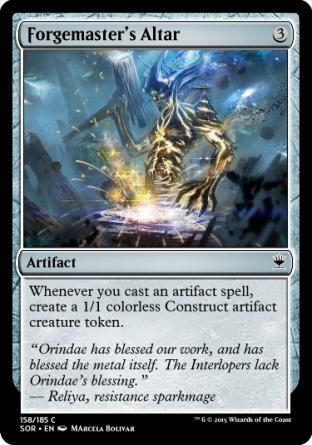 Forgemaster's Altar 3
Artifact
Whenever you cast an artifact spell,
create a 1/1 colorless Construct artifact
creature token.
"Orindae has blessed our work, and has
blessed the metal itself. The Interlopers lack
Orindae's blessing."
— Reliya, resistance sparkmage
158/185 C
SOR • EN MARCELA BOLIVAR
™ & © 2015 Wizards of the Coast